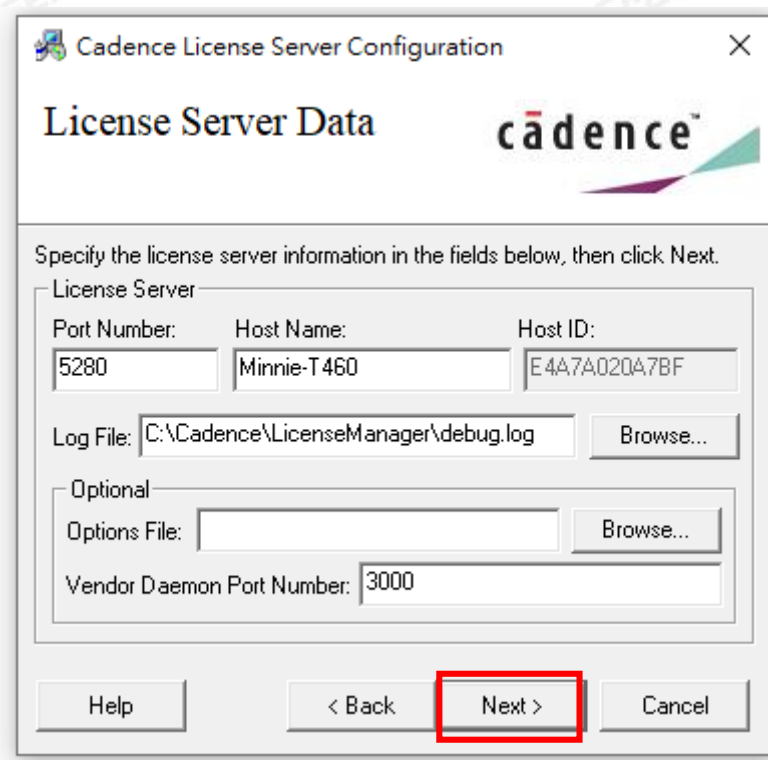 Cadence License Server Configuration
License Server Data
cādence™
Specify the license server information in the fields below, then click Next.
License Server
Port Number: Host Name: Host ID:
5280 Minnie-T460 E4A7A020A7BF
Log File: C:\Cadence\LicenseManager\debug.log Browse...
Optional
Options File: Browse...
Vendor Daemon Port Number: 3000
Help < Back Next > Cancel